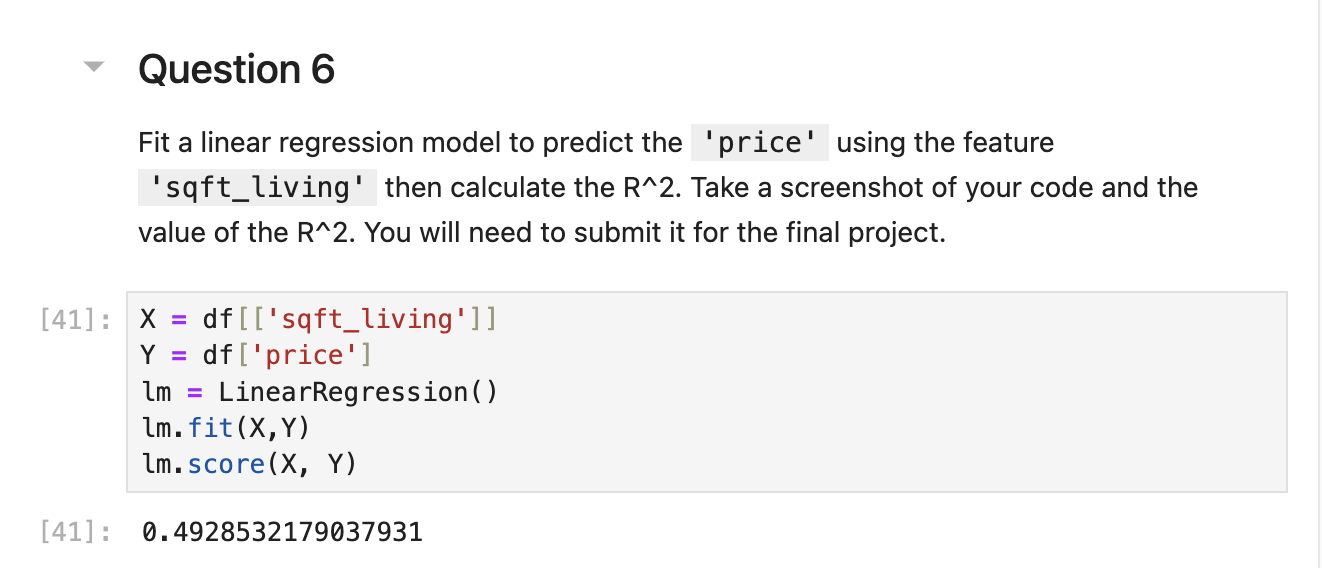 Question 6
Fit a linear regression model to predict the 'price' using the feature
'sqft_living' then calculate the R^2. Take a screenshot of your code and the
value of the R^2. You will need to submit it for the final project.
[41]: X = df[['sqft_living']]
Y = df['price']
lm = LinearRegression()
lm.fit(X,Y)
lm.score(X, Y)
[41]: 0.4928532179037931